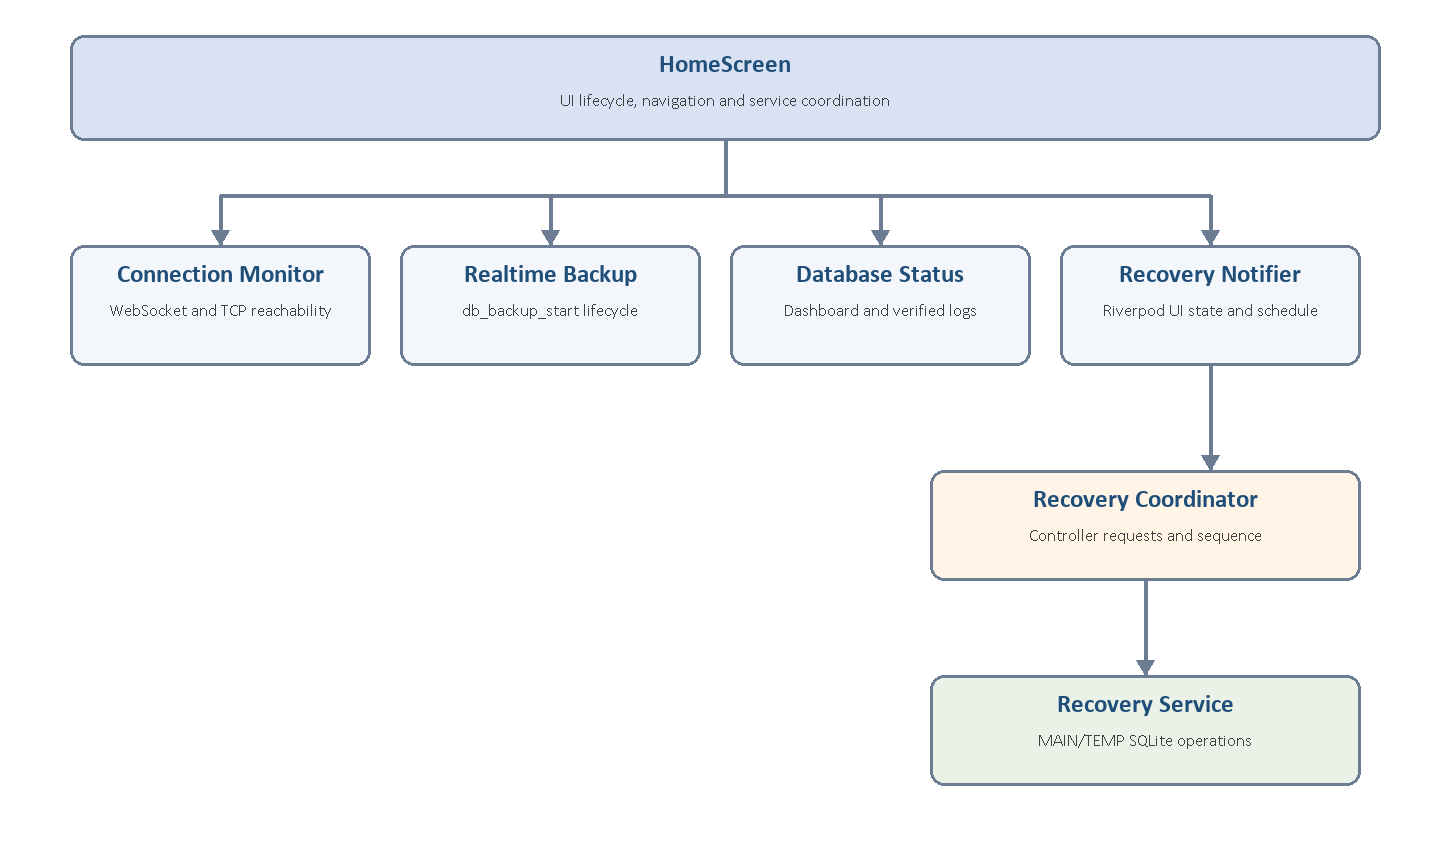 HomeScreen
UI lifecycle, navigation and service coordination
Connection Monitor
WebSocket and TCP reachability
Realtime Backup
db_backup_start lifecycle
Database Status
Dashboard and verified logs
Recovery Notifier
Riverpod UI state and schedule
Recovery Coordinator
Controller requests and sequence
Recovery Service
MAIN/TEMP SQLite operations